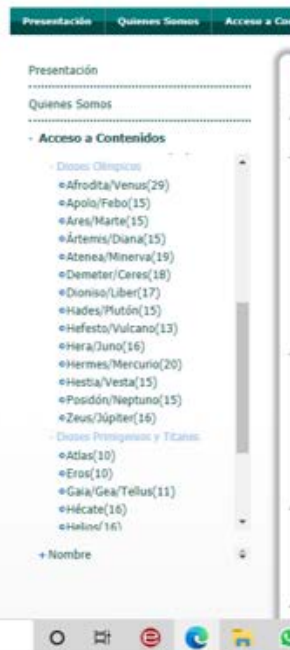 Presentación Quienes Somos Acceso a Co
Presentación
Quienes Somos
- Acceso a Contenidos
- Dioses Olímpicos
Afrodita/Venus(29)
Apolo/Febo(15)
Ares/Marte(15)
Ártemis/Diana(15)
Atenea/Minerva(19)
Demeter/Ceres(18)
Dioniso/Liber(17)
Hades/Plutón(15)
Hefesto/Vulcano(13)
Hera/Juno(16)
Hermes/Mercurio(20)
Hestia/Vesta(15)
Posidón/Neptuno(15)
Zeus/Júpiter(16)
- Dioses Primigenios y Titanes
Atlas(10)
Eros(10)
Gaia/Gea/Tellus(11)
Hécate(16)
Helios(16)
+ Nombre